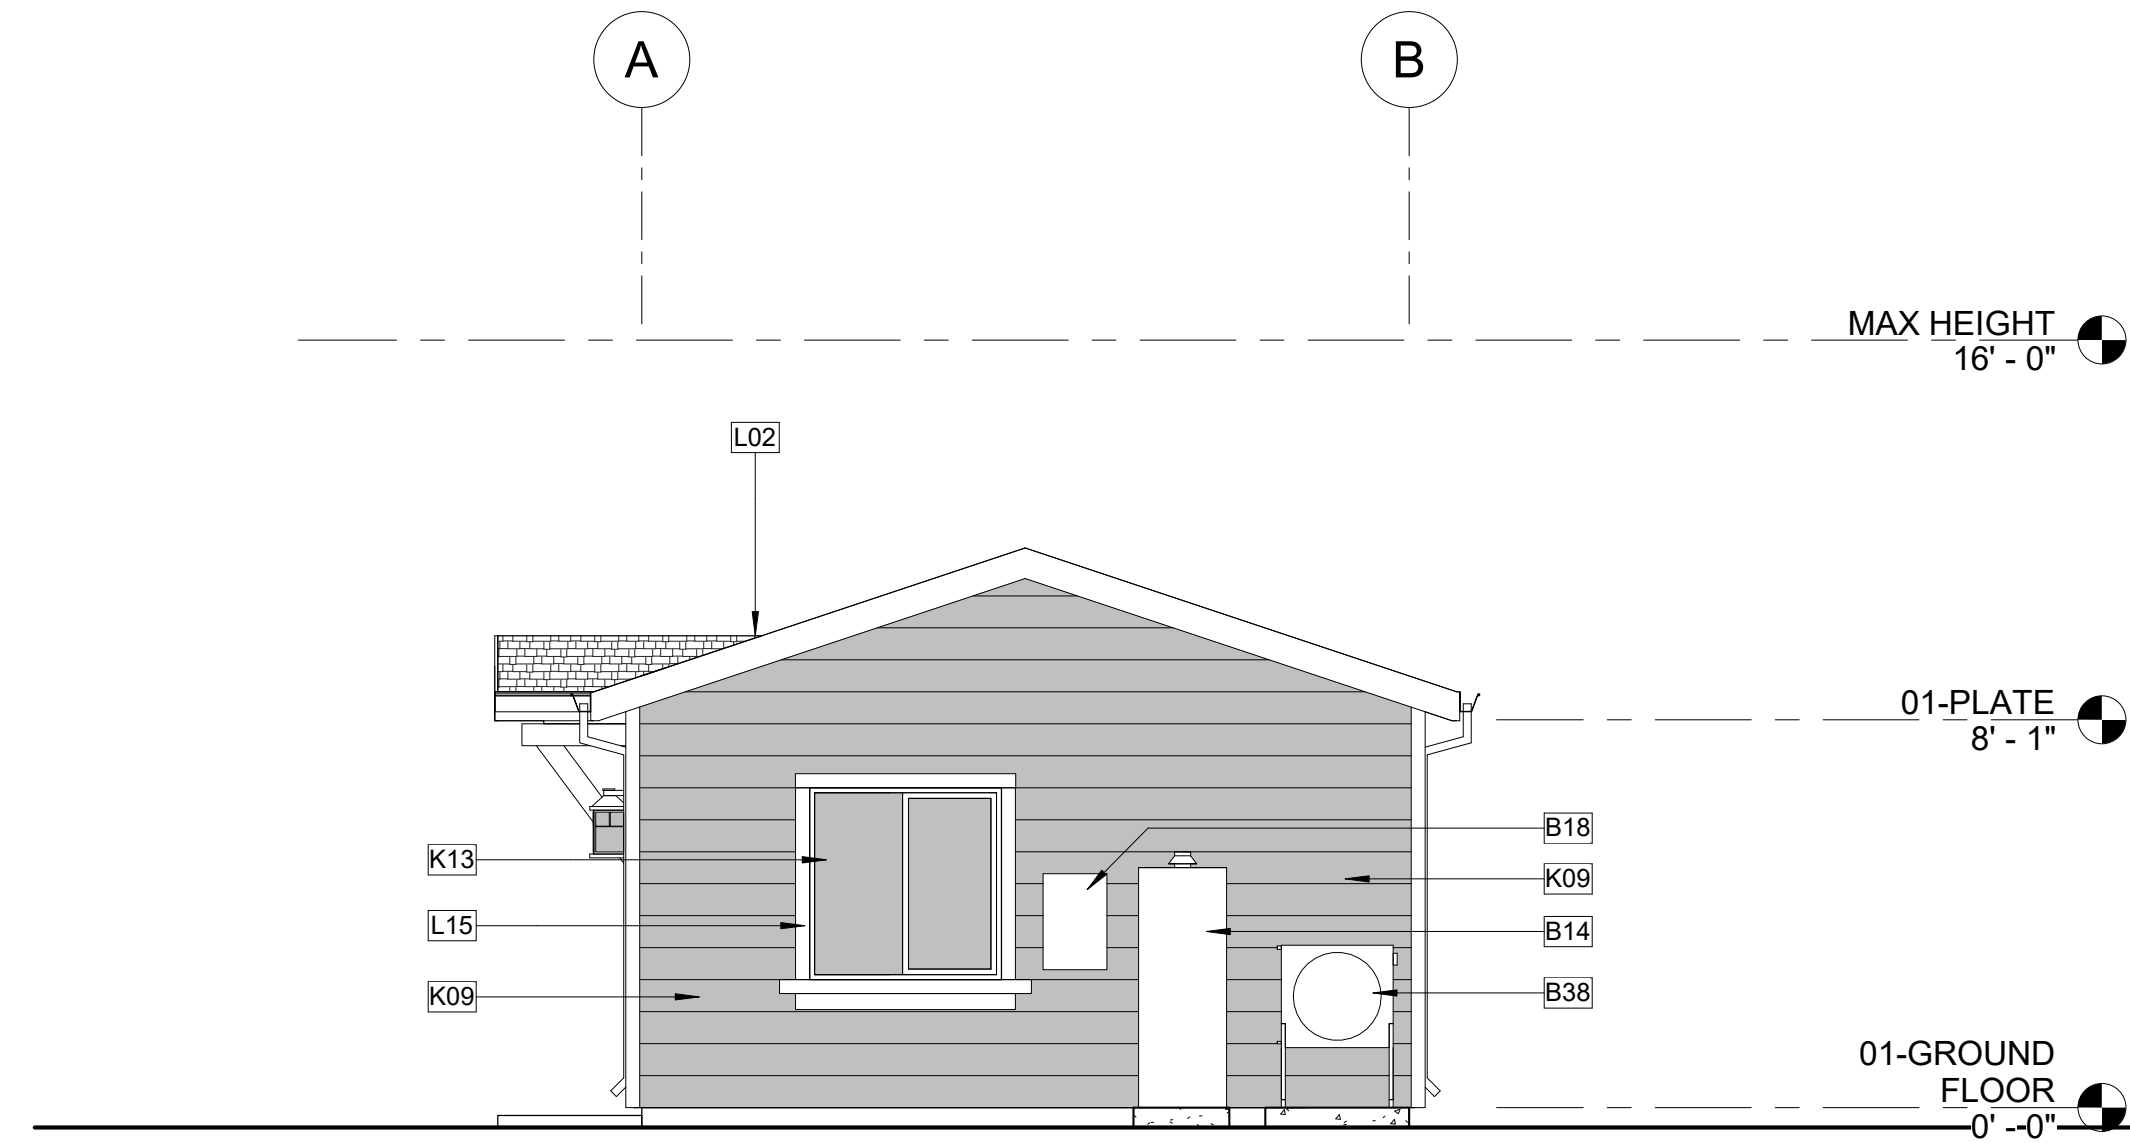 A
B
MAX HEIGHT
16' - 0"
L02
01-PLATE
8' - 1"
B18
K13
K09
L15
B14
K09
B38
01-GROUND
FLOOR
0' - 0"